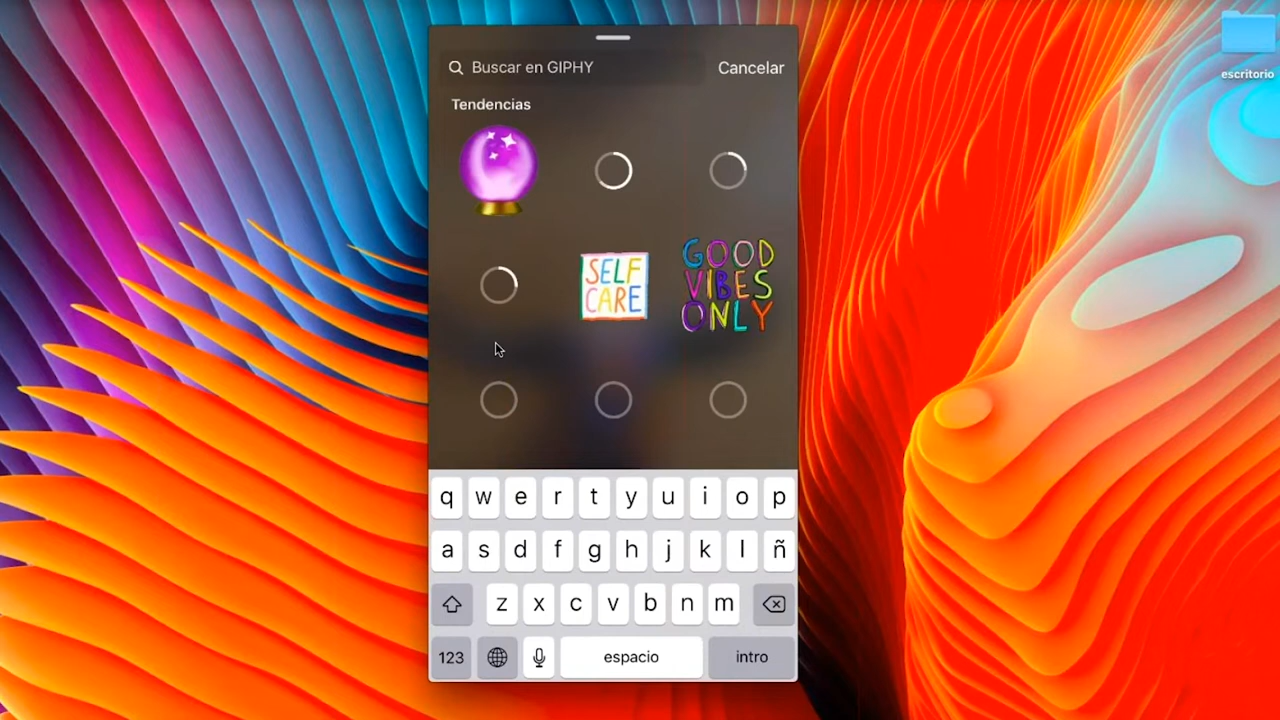 Buscar en GIPHY
Cancelar
escritorio
Tendencias
SELF
CARE
GOOD
VIBES
ONLY
q w e r t y u i o p
a s d f g h j k l ñ
z x c v b n m
123
espacio
intro